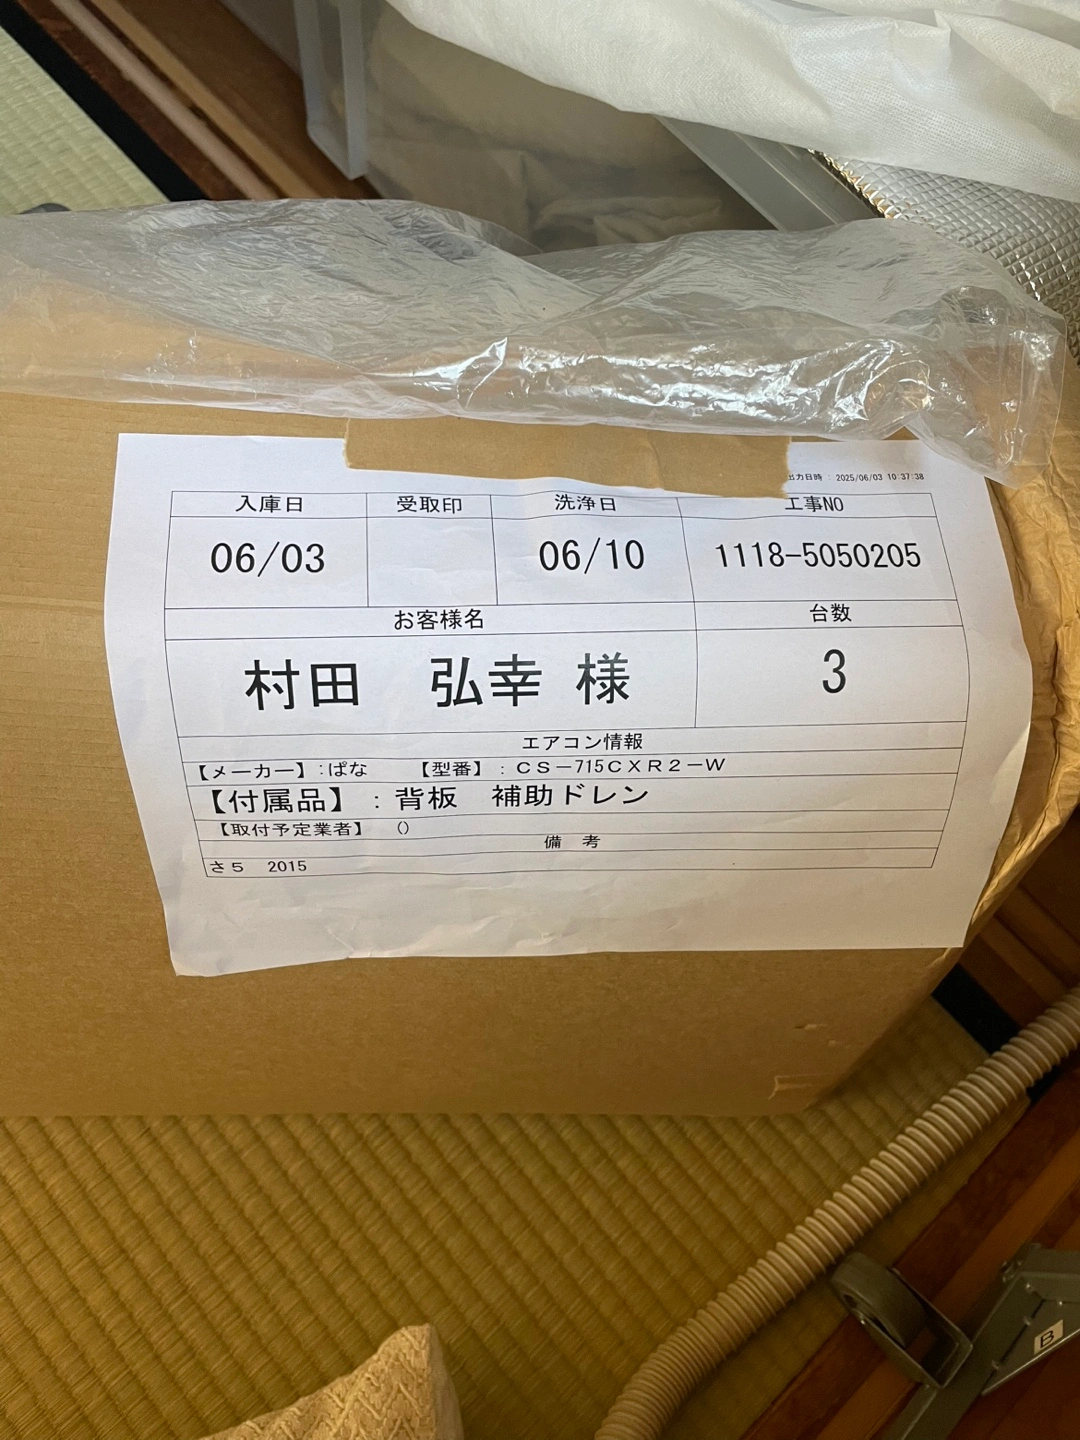 出力日時 : 2025/06/03 10:37:38
入庫日 受取印 洗浄日 工事NO
06/03 06/10 1118-5050205
お客様名 台数
村田 弘幸 様 3
エアコン情報
【メーカー】:ぱな 【型番】:CS-715CXR2-W
【付属品】:背板 補助ドレン
【取付予定業者】 ()
備 考
さ5 2015
B